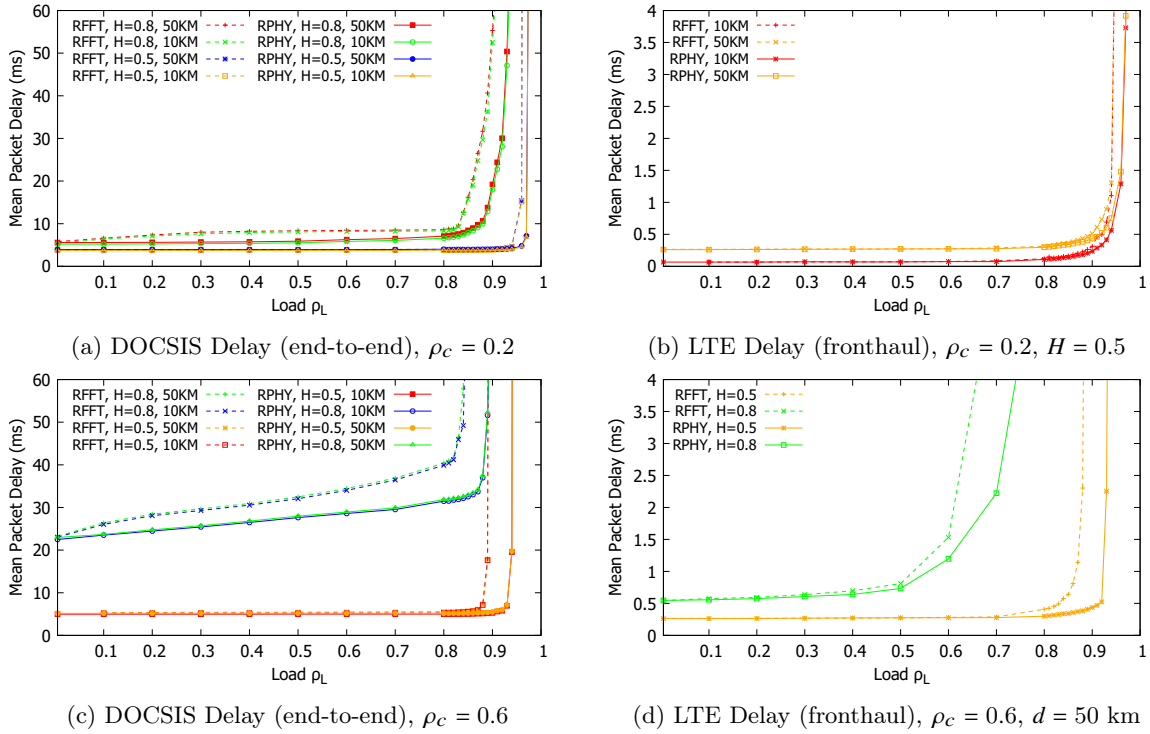 60
50
40
30
20
10
0
Mean Packet Delay (ms)
RFFT, H=0.8, 50KM
RFFT, H=0.8, 10KM
RFFT, H=0.5, 50KM
RFFT, H=0.5, 10KM
RPHY, H=0.8, 50KM
RPHY, H=0.8, 10KM
RPHY, H=0.5, 50KM
RPHY, H=0.5, 10KM
0.1 0.2 0.3 0.4 0.5 0.6 0.7 0.8 0.9 1
Load ρL
(a) DOCSIS Delay (end-to-end), ρc = 0.2
4
3.5
3
2.5
2
1.5
1
0.5
0
Mean Packet Delay (ms)
RFFT, 10KM
RFFT, 50KM
RPHY, 10KM
RPHY, 50KM
0.1 0.2 0.3 0.4 0.5 0.6 0.7 0.8 0.9 1
Load ρL
(b) LTE Delay (fronthaul), ρc = 0.2, H = 0.5
60
50
40
30
20
10
0
Mean Packet Delay (ms)
RFFT, H=0.8, 50KM
RFFT, H=0.8, 10KM
RFFT, H=0.5, 50KM
RFFT, H=0.5, 10KM
RPHY, H=0.5, 10KM
RPHY, H=0.8, 10KM
RPHY, H=0.5, 50KM
RPHY, H=0.8, 50KM
0.1 0.2 0.3 0.4 0.5 0.6 0.7 0.8 0.9 1
Load ρL
(c) DOCSIS Delay (end-to-end), ρc = 0.6
4
3.5
3
2.5
2
1.5
1
0.5
0
Mean Packet Delay (ms)
RFFT, H=0.5
RFFT, H=0.8
RPHY, H=0.5
RPHY, H=0.8
0.1 0.2 0.3 0.4 0.5 0.6 0.7 0.8 0.9 1
Load ρL
(d) LTE Delay (fronthaul), ρc = 0.6, d = 50 km